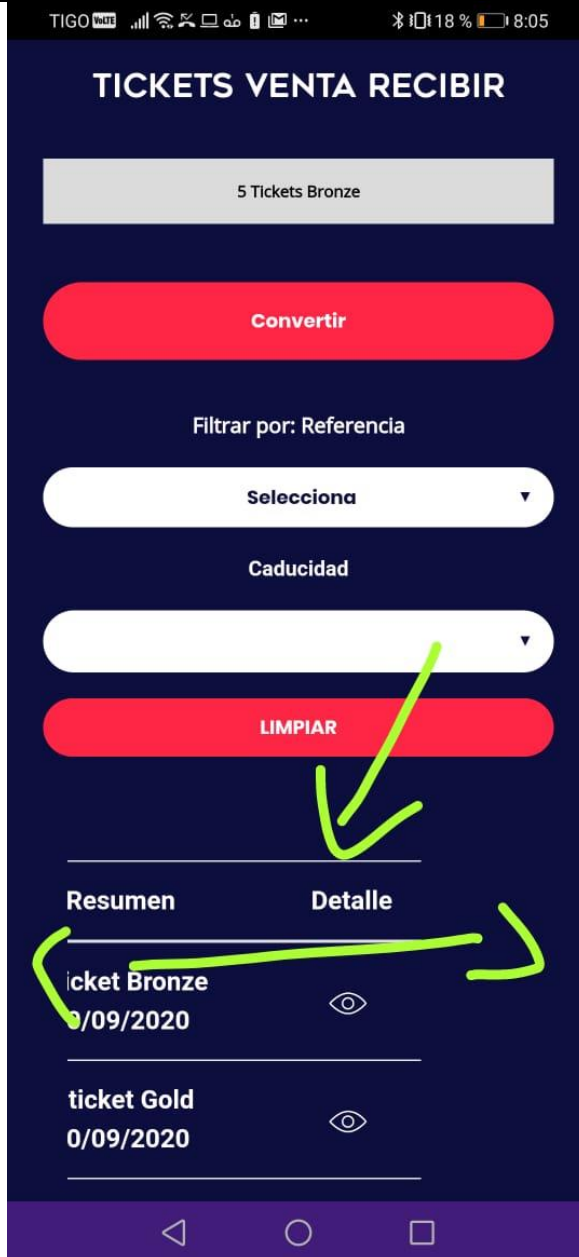 TIGO VoLTE 18 % 8:05
TICKETS VENTA RECIBIR
5 Tickets Bronze
Convertir
Filtrar por: Referencia
Selecciona
Caducidad
LIMPIAR
Resumen Detalle
icket Bronze
0/09/2020
ticket Gold
0/09/2020